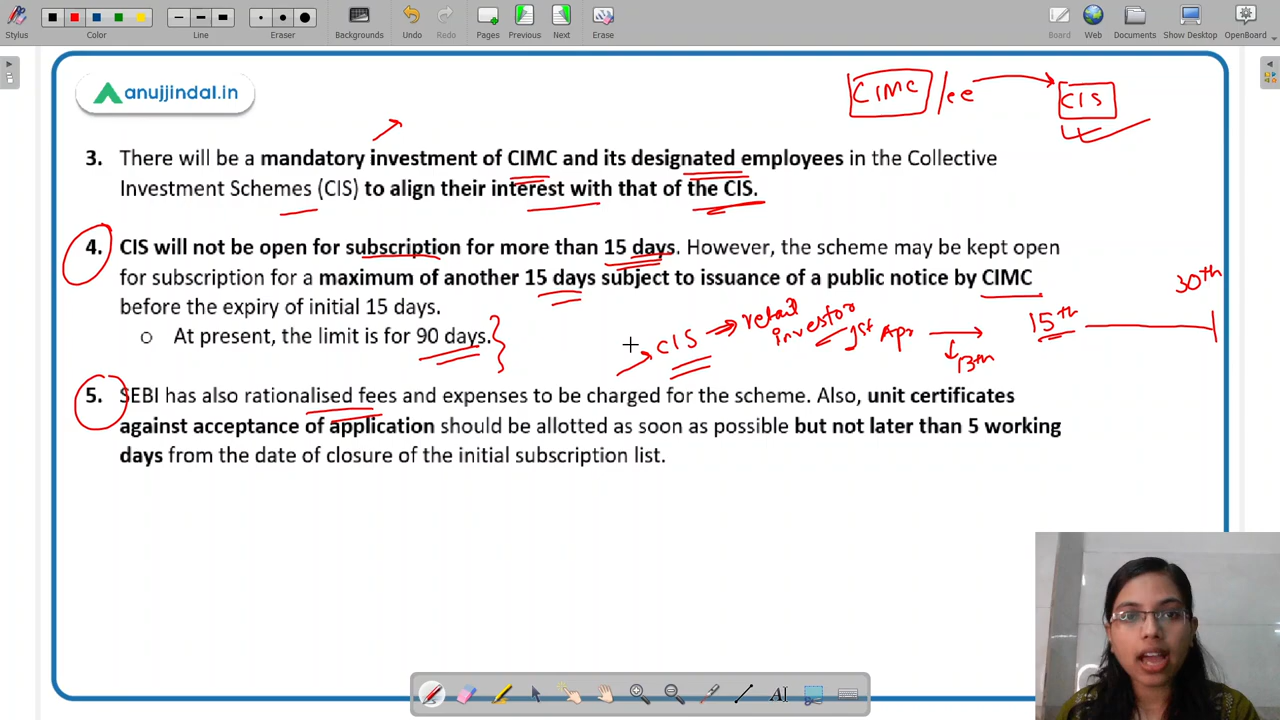 Stylus
Color
Line
Eraser
Backgrounds
Undo
Redo
Pages
Previous
Next
Erase
Board
Web
Documents
Show Desktop
OpenBoard
anujjindal.in
CIMC /ee CIS
3. There will be a mandatory investment of CIMC and its designated employees in the Collective
Investment Schemes (CIS) to align their interest with that of the CIS.
4. CIS will not be open for subscription for more than 15 days. However, the scheme may be kept open
for subscription for a maximum of another 15 days subject to issuance of a public notice by CIMC
before the expiry of initial 15 days.
30th
o At present, the limit is for 90 days.
CIS retail investor 1st Apr 13th 15th
5. SEBI has also rationalised fees and expenses to be charged for the scheme. Also, unit certificates
against acceptance of application should be allotted as soon as possible but not later than 5 working
days from the date of closure of the initial subscription list.